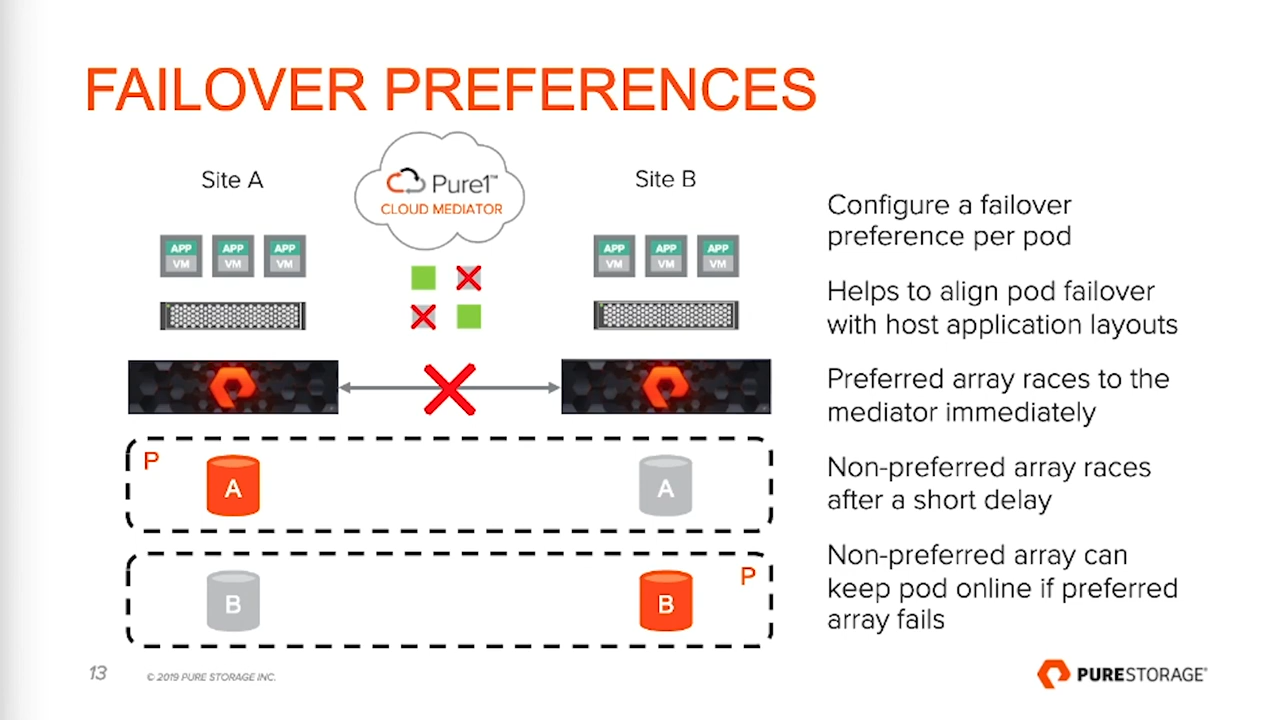 FAILOVER PREFERENCES
Site A
Pure1™
CLOUD MEDIATOR
Site B
APP APP APP
VM VM VM
APP APP APP
VM VM VM
P
A
A
B
B
P
Configure a failover
preference per pod
Helps to align pod failover
with host application layouts
Preferred array races to the
mediator immediately
Non-preferred array races
after a short delay
Non-preferred array can
keep pod online if preferred
array fails
13
© 2019 PURE STORAGE INC.
PURESTORAGE®